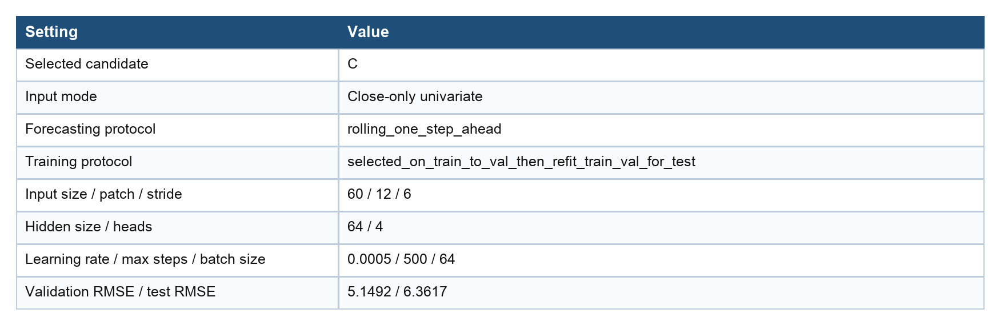 Setting Value
Selected candidate C
Input mode Close-only univariate
Forecasting protocol rolling_one_step_ahead
Training protocol selected_on_train_to_val_then_refit_train_val_for_test
Input size / patch / stride 60 / 12 / 6
Hidden size / heads 64 / 4
Learning rate / max steps / batch size 0.0005 / 500 / 64
Validation RMSE / test RMSE 5.1492 / 6.3617